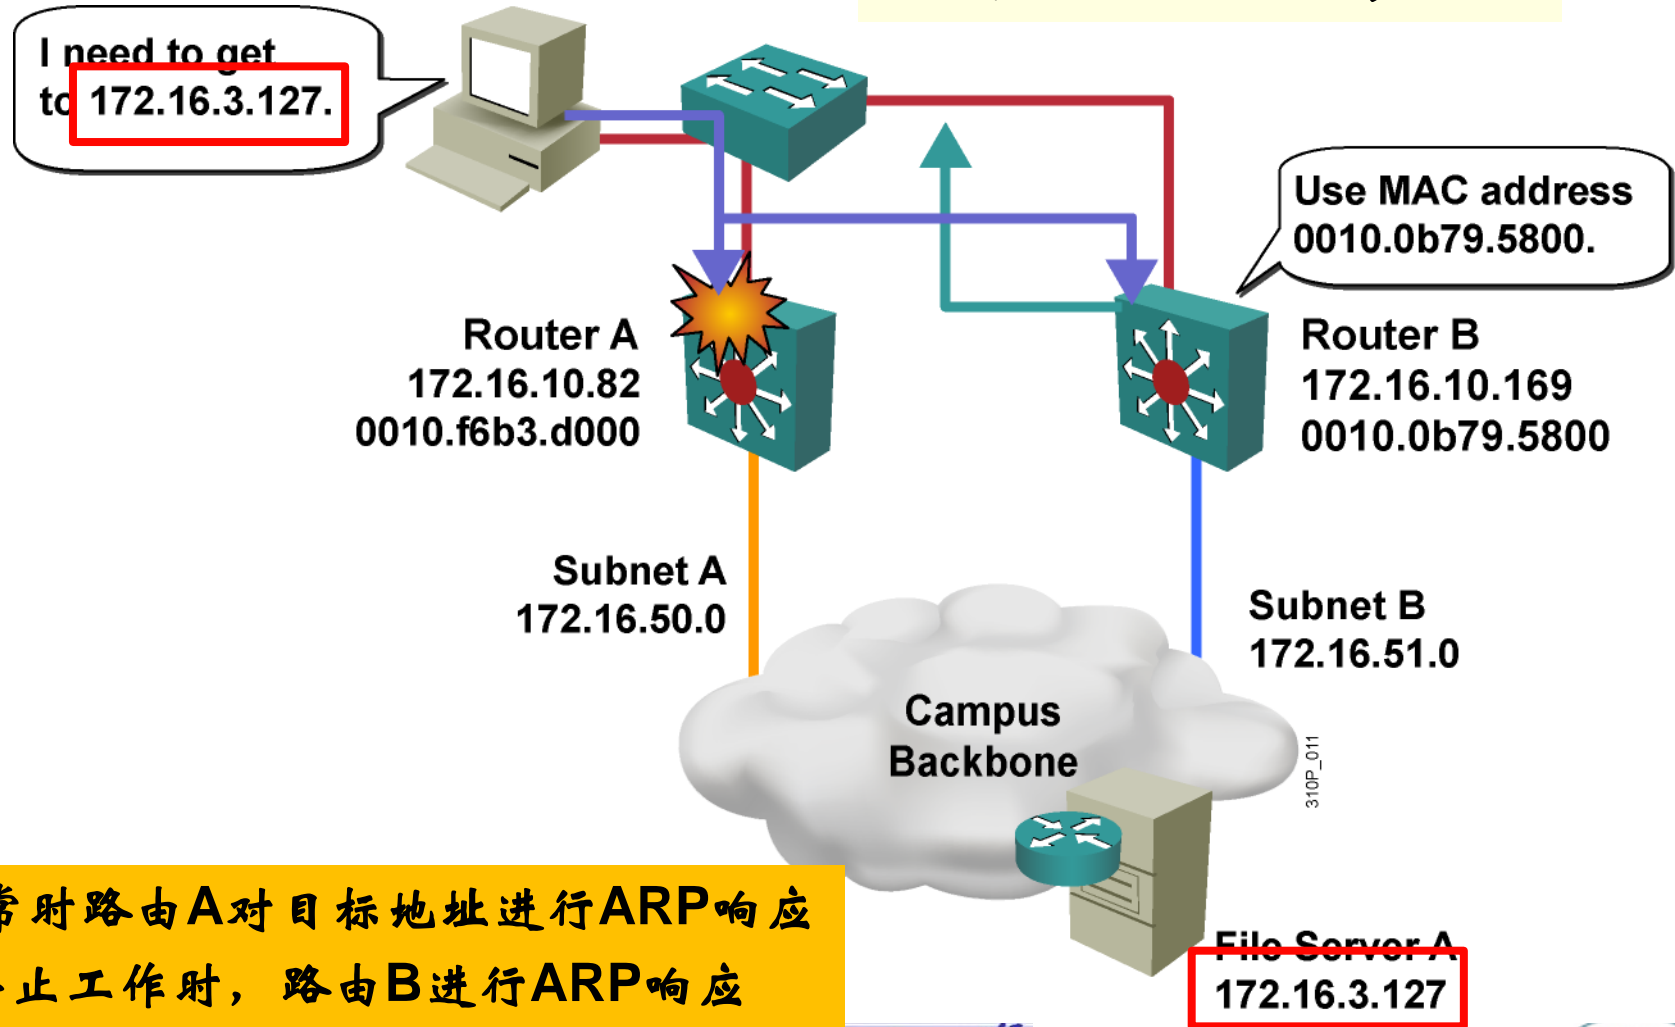 I need to get
to 172.16.3.127.
Use MAC address
0010.0b79.5800.
Router A
172.16.10.82
0010.f6b3.d000
Router B
172.16.10.169
0010.0b79.5800
Subnet A
172.16.50.0
Subnet B
172.16.51.0
Campus
Backbone
310P_011
常时路由A对目标地址进行ARP响应
止工作时，路由B进行ARP响应
File Server A
172.16.3.127